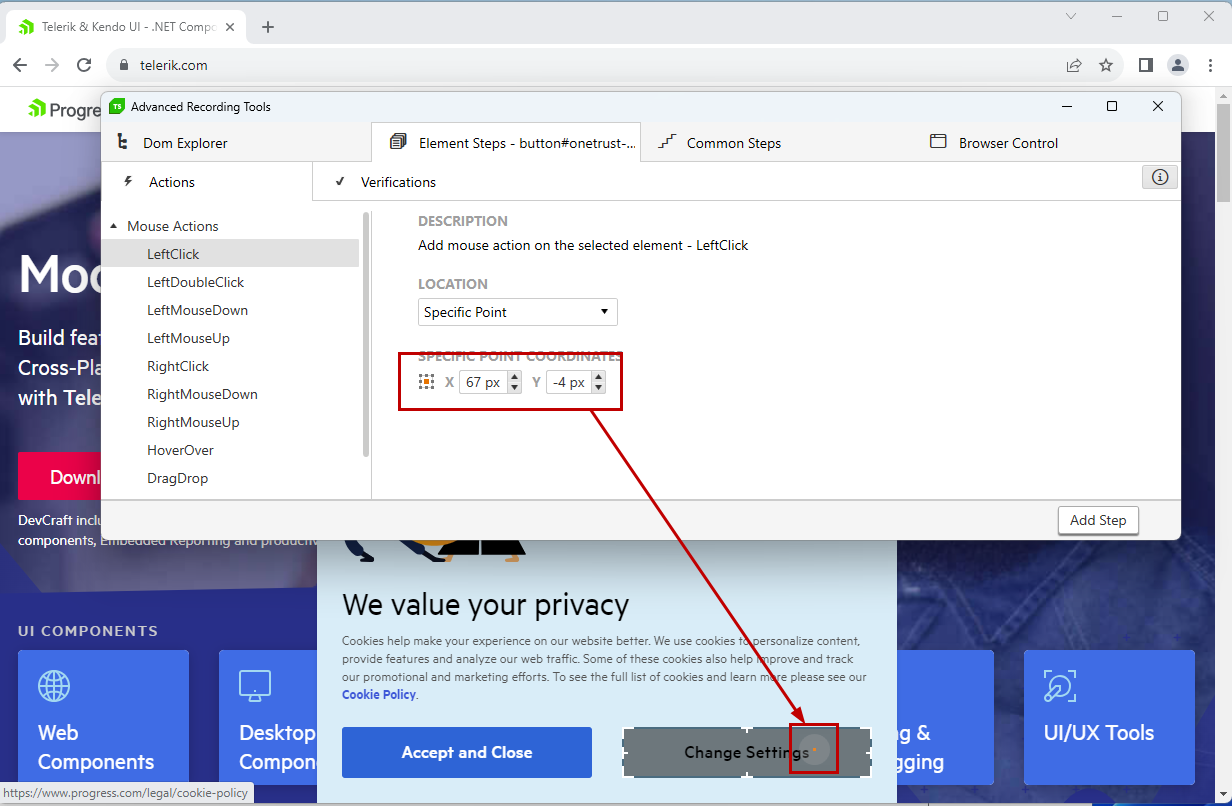 Telerik & Kendo UI - .NET Compo
telerik.com
Progre
TS Advanced Recording Tools
Dom Explorer
Element Steps - button#onetrust-...
Common Steps
Browser Control
Actions
Verifications
Mouse Actions
LeftClick
LeftDoubleClick
LeftMouseDown
LeftMouseUp
RightClick
RightMouseDown
RightMouseUp
HoverOver
DragDrop
DESCRIPTION
Add mouse action on the selected element - LeftClick
LOCATION
Specific Point
SPECIFIC POINT COORDINATES
X 67 px Y -4 px
Add Step
Moc
Build feat
Cross-Pla
with Tele
Downl
DevCraft inclu
components, Embedded Reporting and productiv
We value your privacy
Cookies help make your experience on our website better. We use cookies to personalize content,
provide features and analyze our web traffic. Some of these cookies also help improve and track
our promotional and marketing efforts. To see the full list of cookies and learn more please see our
Cookie Policy.
Accept and Close
Change Settings
UI COMPONENTS
Web
Components
Desktop
Compon
ng &
gging
UI/UX Tools
https://www.progress.com/legal/cookie-policy